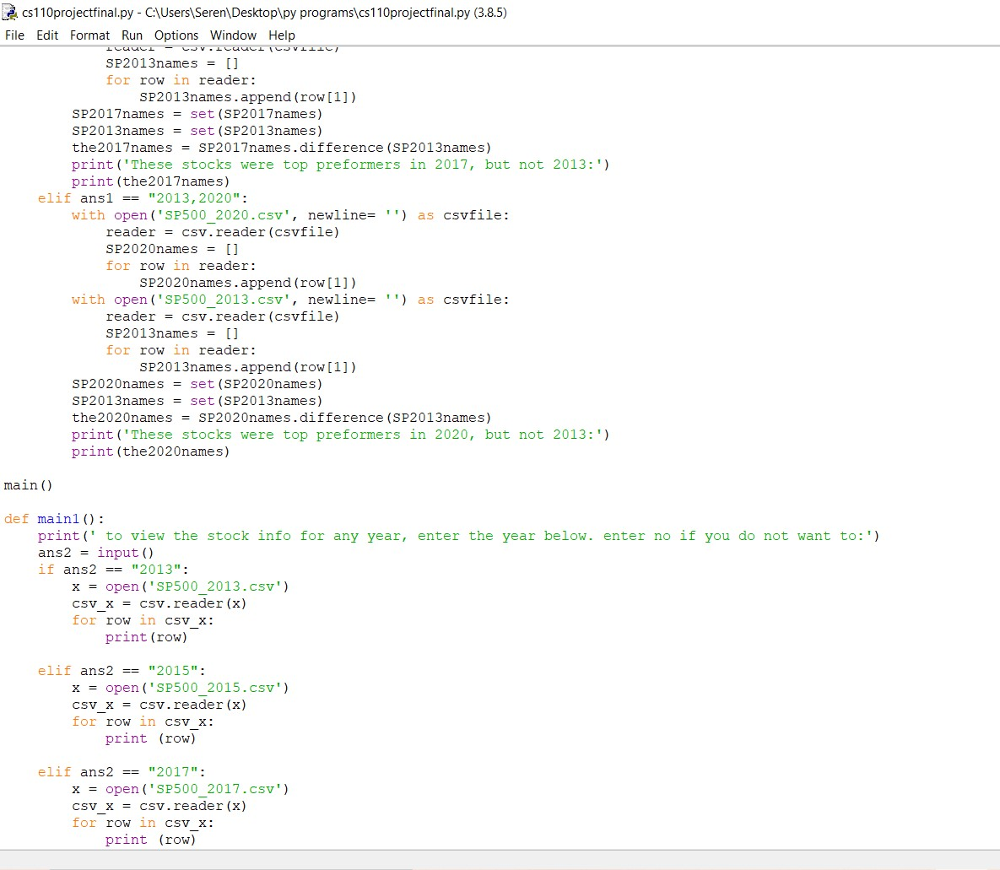 cs110projectfinal.py - C:\Users\Seren\Desktop\py programs\cs110projectfinal.py (3.8.5)
File Edit Format Run Options Window Help
            reader = csv.reader(csvfile)
            SP2013names = []
            for row in reader:
                SP2013names.append(row[1])
        SP2017names = set(SP2017names)
        SP2013names = set(SP2013names)
        the2017names = SP2017names.difference(SP2013names)
        print('These stocks were top preformers in 2017, but not 2013:')
        print(the2017names)
    elif ans1 == "2013,2020":
        with open('SP500_2020.csv', newline= '') as csvfile:
            reader = csv.reader(csvfile)
            SP2020names = []
            for row in reader:
                SP2020names.append(row[1])
        with open('SP500_2013.csv', newline= '') as csvfile:
            reader = csv.reader(csvfile)
            SP2013names = []
            for row in reader:
                SP2013names.append(row[1])
        SP2020names = set(SP2020names)
        SP2013names = set(SP2013names)
        the2020names = SP2020names.difference(SP2013names)
        print('These stocks were top preformers in 2020, but not 2013:')
        print(the2020names)

main()

def main1():
    print(' to view the stock info for any year, enter the year below. enter no if you do not want to:')
    ans2 = input()
    if ans2 == "2013":
        x = open('SP500_2013.csv')
        csv_x = csv.reader(x)
        for row in csv_x:
            print(row)

    elif ans2 == "2015":
        x = open('SP500_2015.csv')
        csv_x = csv.reader(x)
        for row in csv_x:
            print (row)

    elif ans2 == "2017":
        x = open('SP500_2017.csv')
        csv_x = csv.reader(x)
        for row in csv_x:
            print (row)